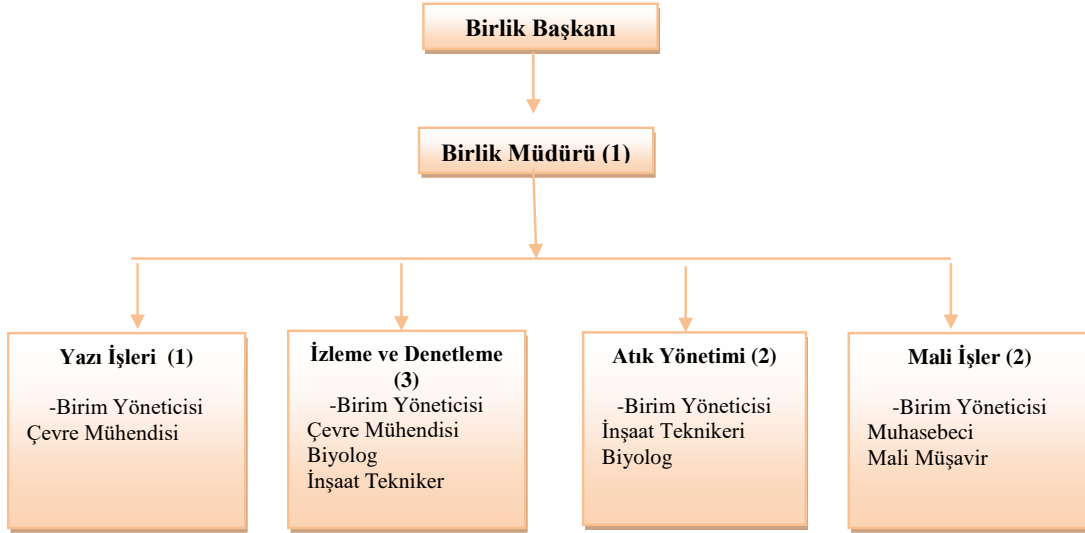 Birlik Başkanı
Birlik Müdürü (1)
Yazı İşleri (1)
-Birim Yöneticisi
Çevre Mühendisi
İzleme ve Denetleme
(3)
-Birim Yöneticisi
Çevre Mühendisi
Biyolog
İnşaat Tekniker
Atık Yönetimi (2)
-Birim Yöneticisi
İnşaat Teknikeri
Biyolog
Mali İşler (2)
-Birim Yöneticisi
Muhasebeci
Mali Müşavir